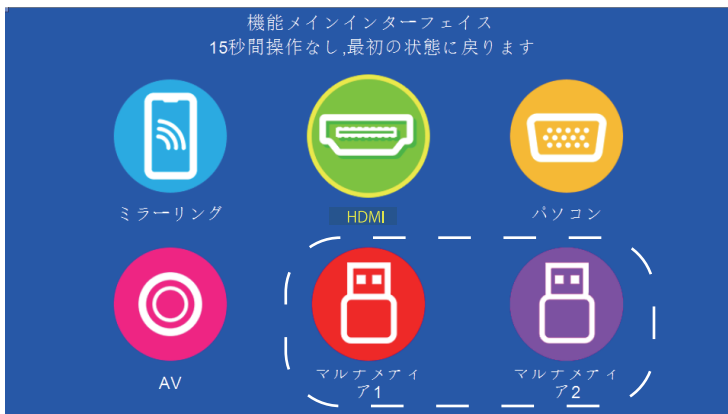 機能メインインターフェイス
15秒間操作なし,最初の状態に戻ります
ミラーリング
HDMI
パソコン
AV
マルチメディ
ア1
マルチメディ
ア2